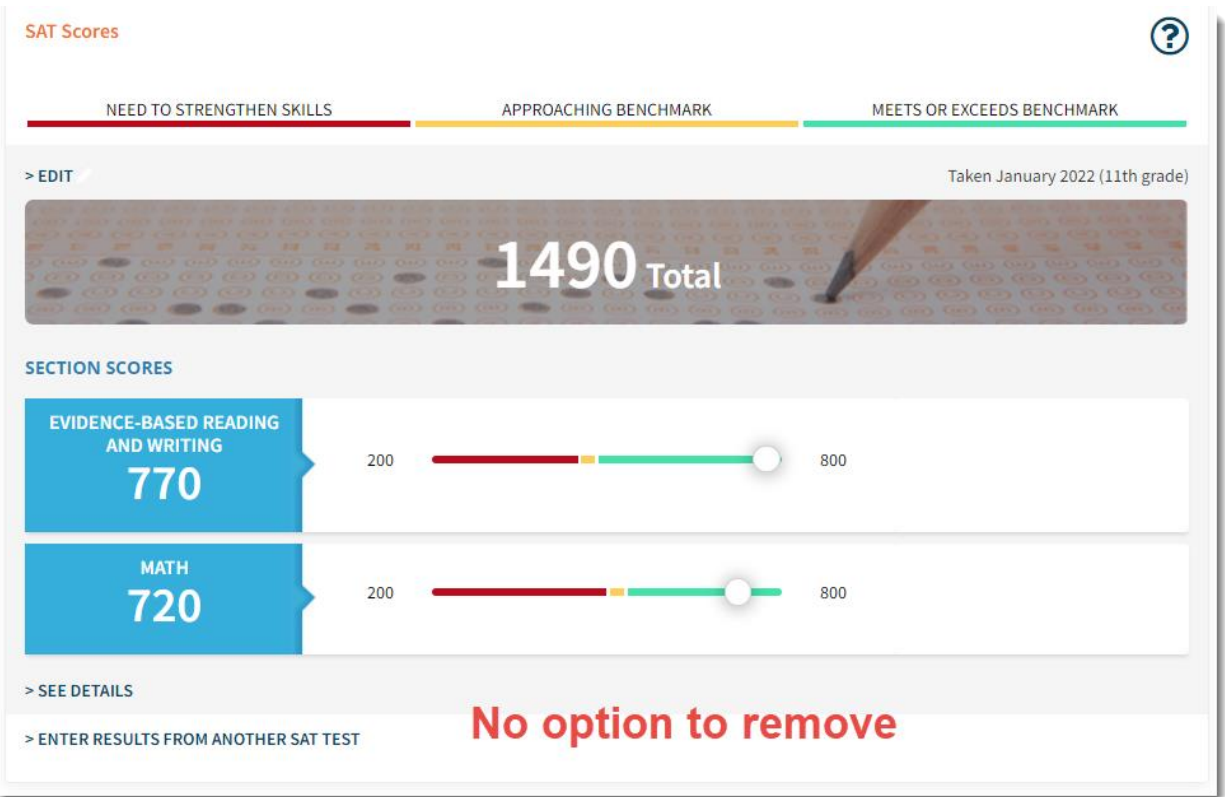 SAT Scores
NEED TO STRENGTHEN SKILLS
APPROACHING BENCHMARK
MEETS OR EXCEEDS BENCHMARK
> EDIT
Taken January 2022 (11th grade)
1490 Total
SECTION SCORES
EVIDENCE-BASED READING
AND WRITING
770
200
800
MATH
720
200
800
> SEE DETAILS
No option to remove
> ENTER RESULTS FROM ANOTHER SAT TEST